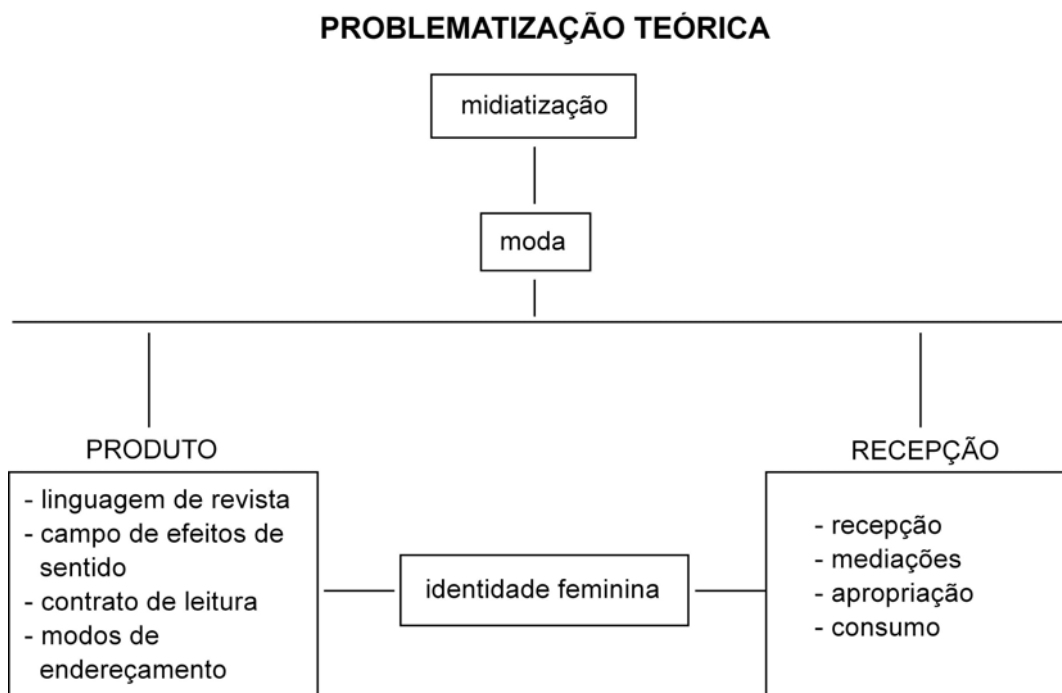 PROBLEMATIZAÇÃO TEÓRICA
midiatização
moda
PRODUTO
- linguagem de revista
- campo de efeitos de
sentido
- contrato de leitura
- modos de
endereçamento
identidade feminina
RECEPÇÃO
- recepção
- mediações
- apropriação
- consumo